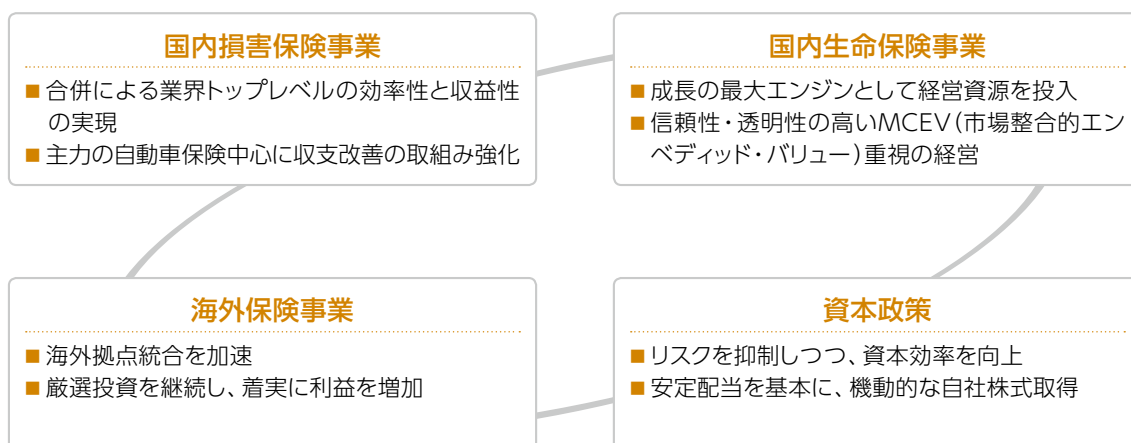 国内損害保険事業
■ 合併による業界トップレベルの効率性と収益性
の実現
■ 主力の自動車保険中心に収支改善の取組み強化
国内生命保険事業
■ 成長の最大エンジンとして経営資源を投入
■ 信頼性・透明性の高いMCEV(市場整合的エン
ベディッド・バリュー)重視の経営
海外保険事業
■ 海外拠点統合を加速
■ 厳選投資を継続し、着実に利益を増加
資本政策
■ リスクを抑制しつつ、資本効率を向上
■ 安定配当を基本に、機動的な自社株式取得